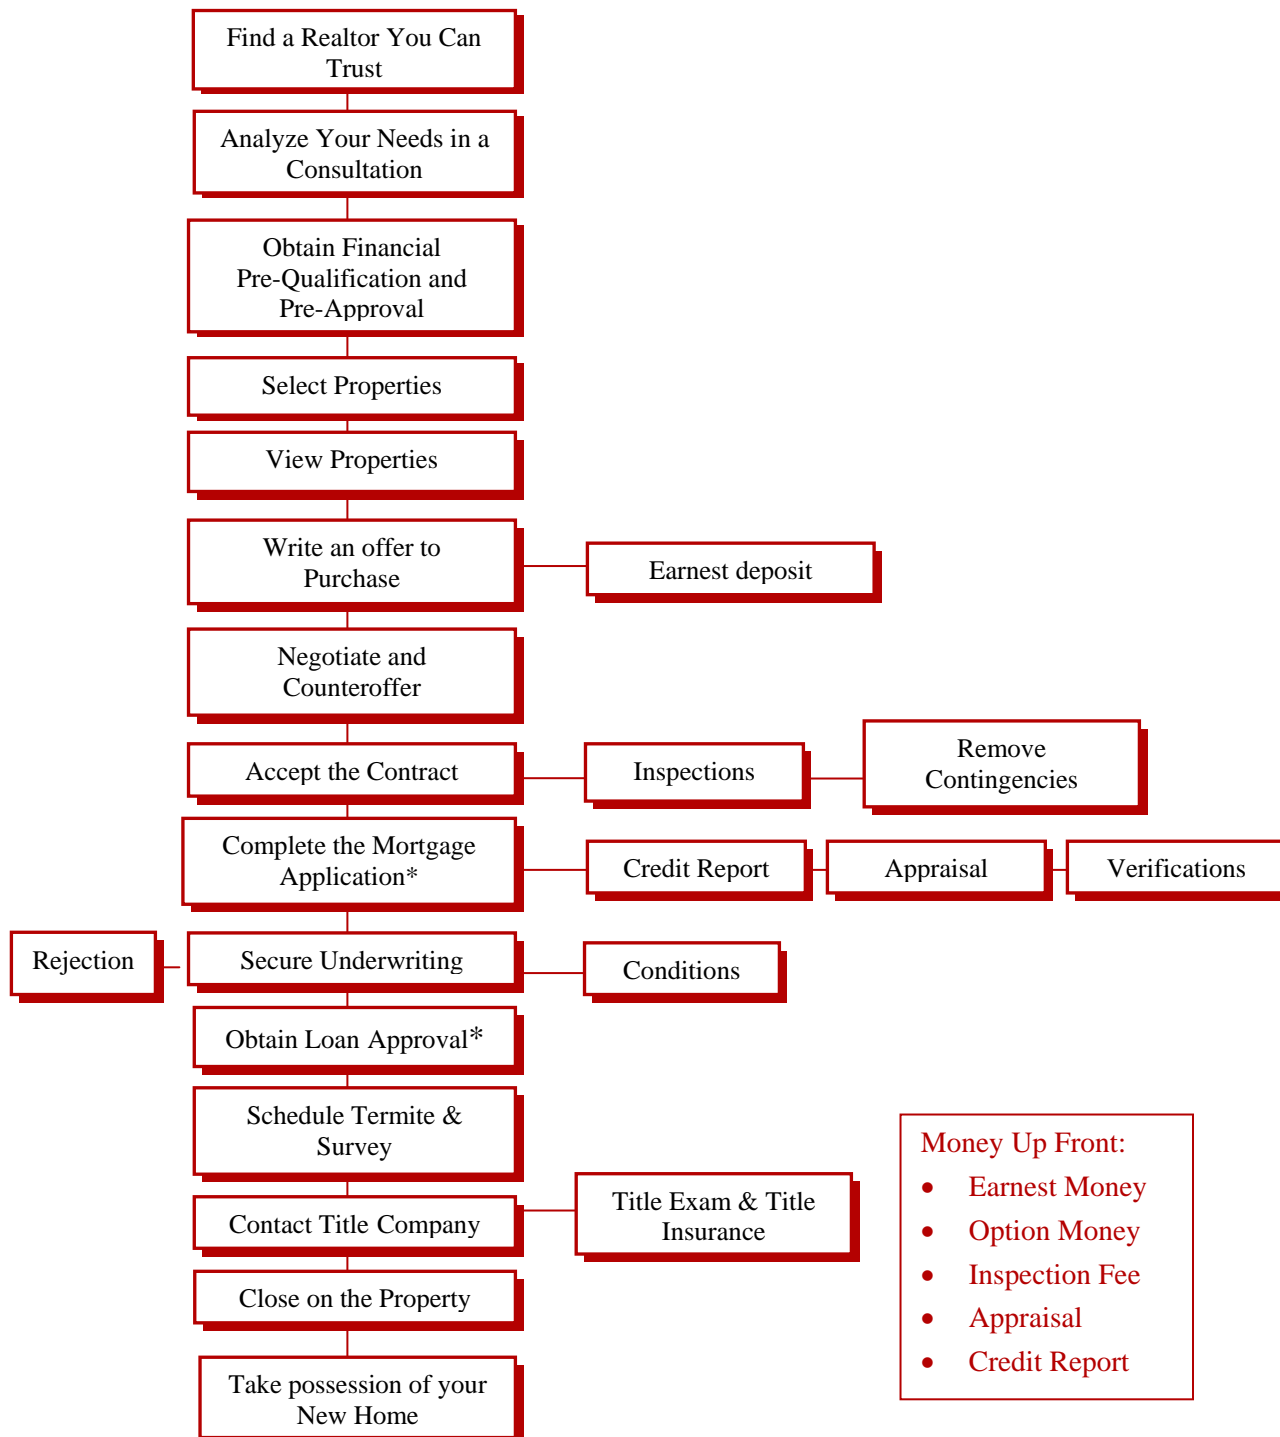 Find a Realtor You Can
Trust
Analyze Your Needs in a
Consultation
Obtain Financial
Pre-Qualification and
Pre-Approval
Select Properties
View Properties
Write an offer to
Purchase
Earnest deposit
Negotiate and
Counteroffer
Accept the Contract
Inspections
Remove
Contingencies
Complete the Mortgage
Application*
Credit Report
Appraisal
Verifications
Rejection
Secure Underwriting
Conditions
Obtain Loan Approval*
Schedule Termite &
Survey
Contact Title Company
Title Exam & Title
Insurance
Close on the Property
Take possession of your
New Home
Money Up Front:
• Earnest Money
• Option Money
• Inspection Fee
• Appraisal
• Credit Report